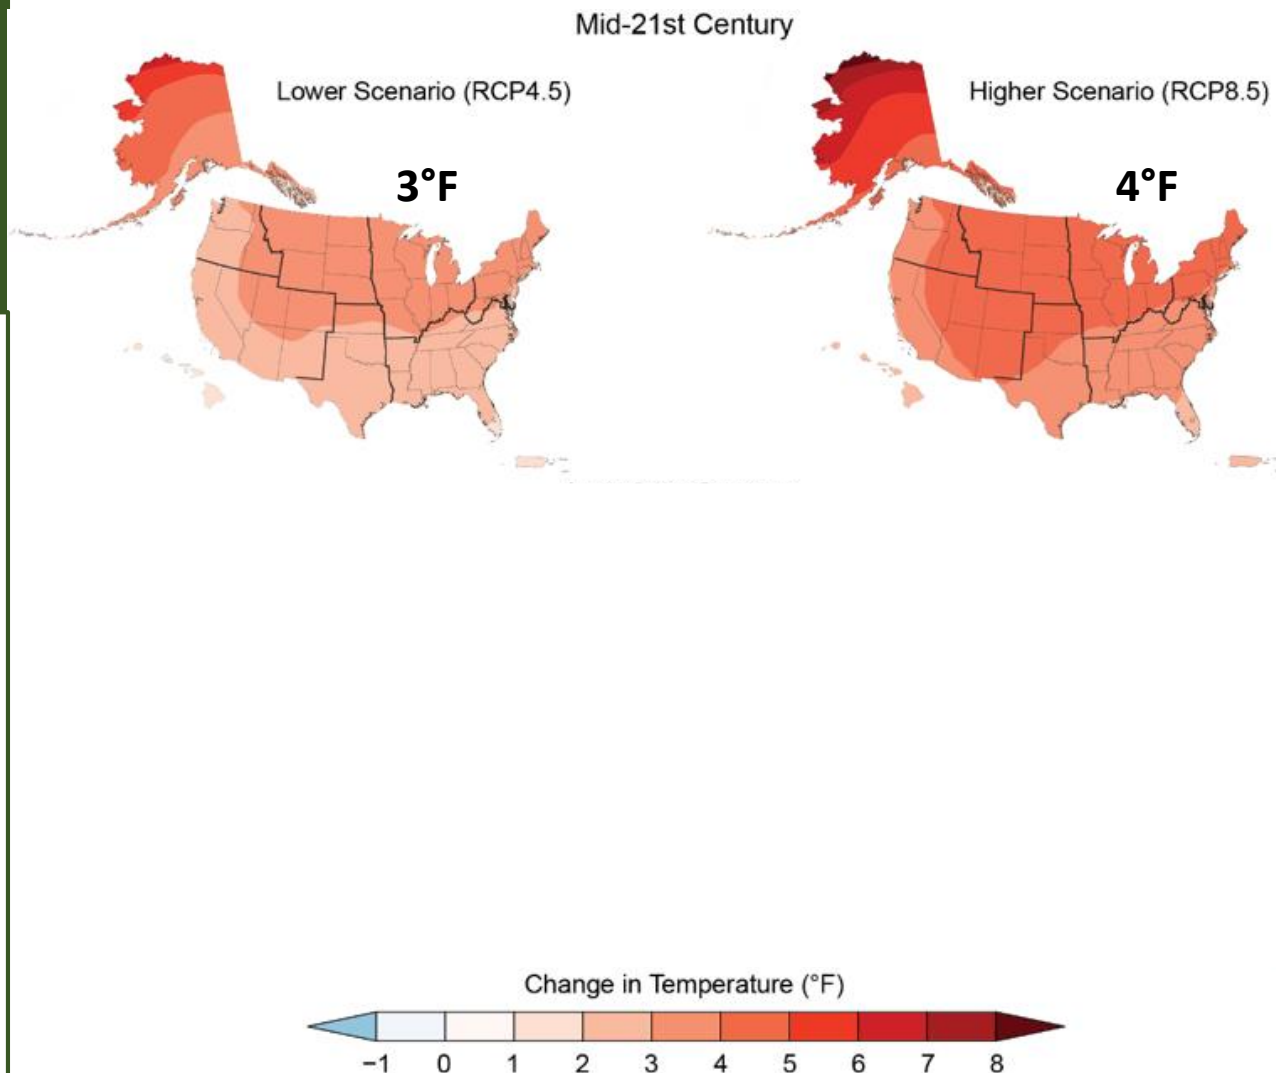 Mid-21st Century
Lower Scenario (RCP4.5)
Higher Scenario (RCP8.5)
3°F
4°F
Change in Temperature (°F)
−1 0 1 2 3 4 5 6 7 8